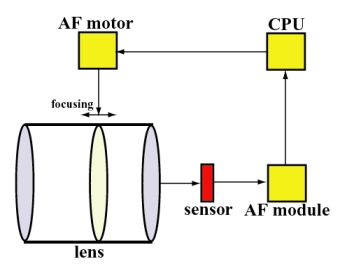 AF motor
CPU
focusing
sensor
AF module
lens